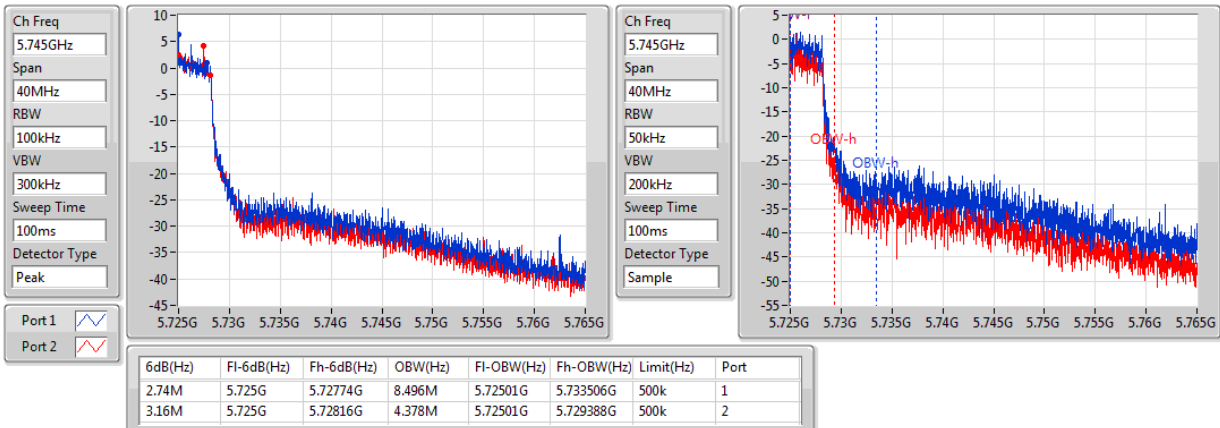 Ch Freq
5.745GHz
Span
40MHz
RBW
100kHz
VBW
300kHz
Sweep Time
100ms
Detector Type
Peak
Port 1
Port 2
10
5
0
-5
-10
-15
-20
-25
-30
-35
-40
-45
5.725G 5.73G 5.735G 5.74G 5.745G 5.75G 5.755G 5.76G 5.765G
Ch Freq
5.745GHz
Span
40MHz
RBW
50kHz
VBW
200kHz
Sweep Time
100ms
Detector Type
Sample
5
0
-5
-10
-15
-20
-25
-30
-35
-40
-45
-50
-55
OBW-h
OBW-h
5.725G 5.73G 5.735G 5.74G 5.745G 5.75G 5.755G 5.76G 5.765G
6dB(Hz) Fl-6dB(Hz) Fh-6dB(Hz) OBW(Hz) Fl-OBW(Hz) Fh-OBW(Hz) Limit(Hz) Port
2.74M 5.725G 5.72774G 8.496M 5.72501G 5.733506G 500k 1
3.16M 5.725G 5.72816G 4.378M 5.72501G 5.729388G 500k 2